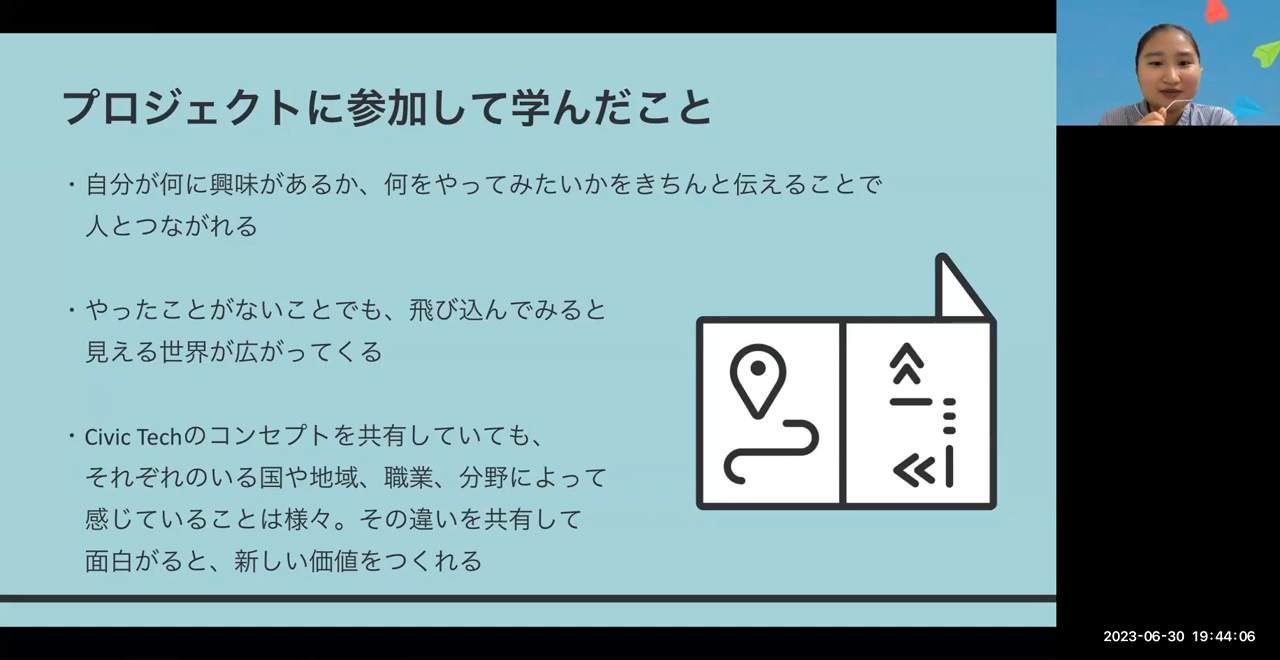 プロジェクトに参加して学んだこと
・自分が何に興味があるか、何をやってみたいかをきちんと伝えることで
人とつながれる
・やったことがないことでも、飛び込んでみると
見える世界が広がってくる
・Civic Techのコンセプトを共有していても、
それぞれのいる国や地域、職業、分野によって
感じていることは様々。その違いを共有して
面白がると、新しい価値をつくれる
2023-06-30 19:44:06